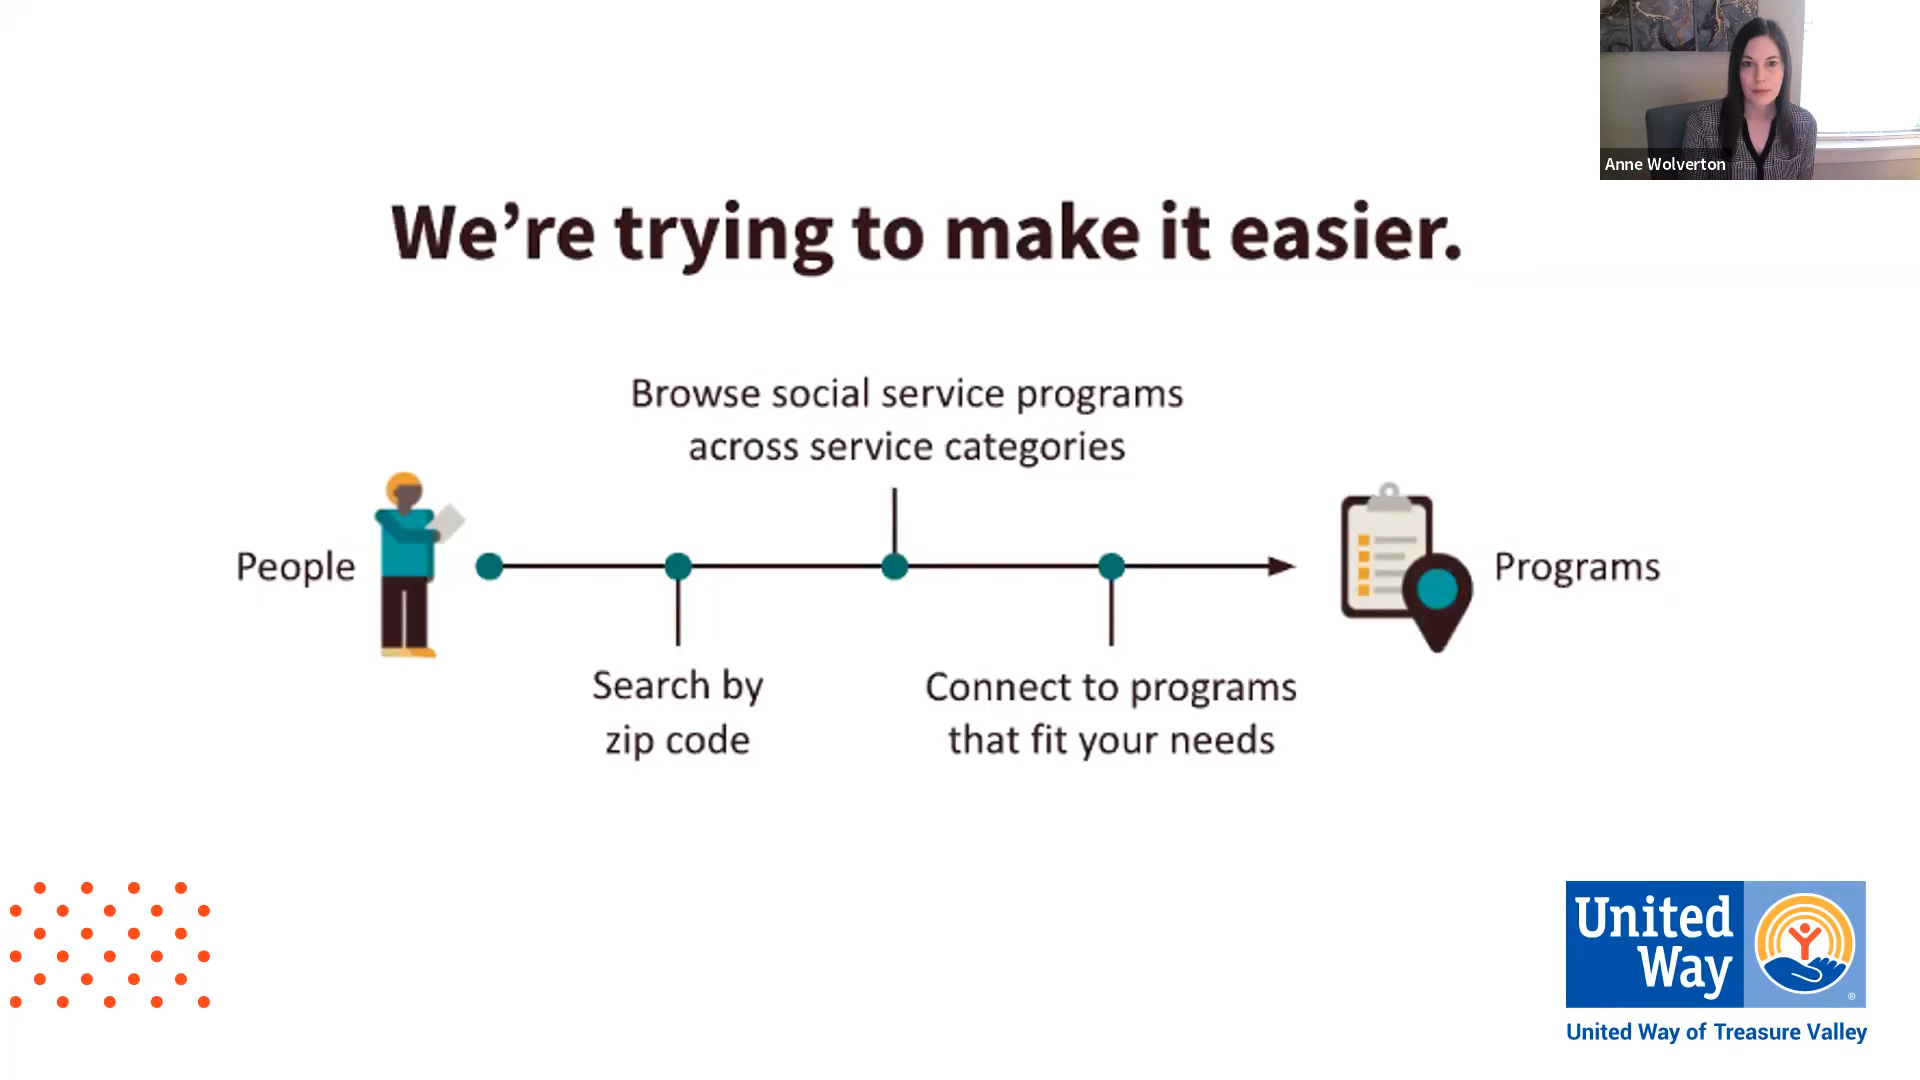 Anne Wolverton
We're trying to make it easier.
Browse social service programs
across service categories
People
Programs
Search by
zip code
Connect to programs
that fit your needs
United
Way
®
United Way of Treasure Valley